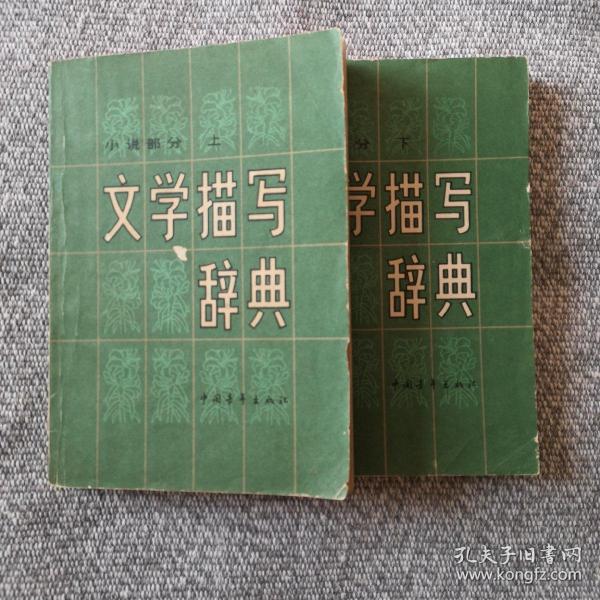 小说部分 上
文学描写
辞典
中国青年出版社
分 下
学描写
辞典
中国青年出版社
孔夫子旧书网
www.kongfz.com